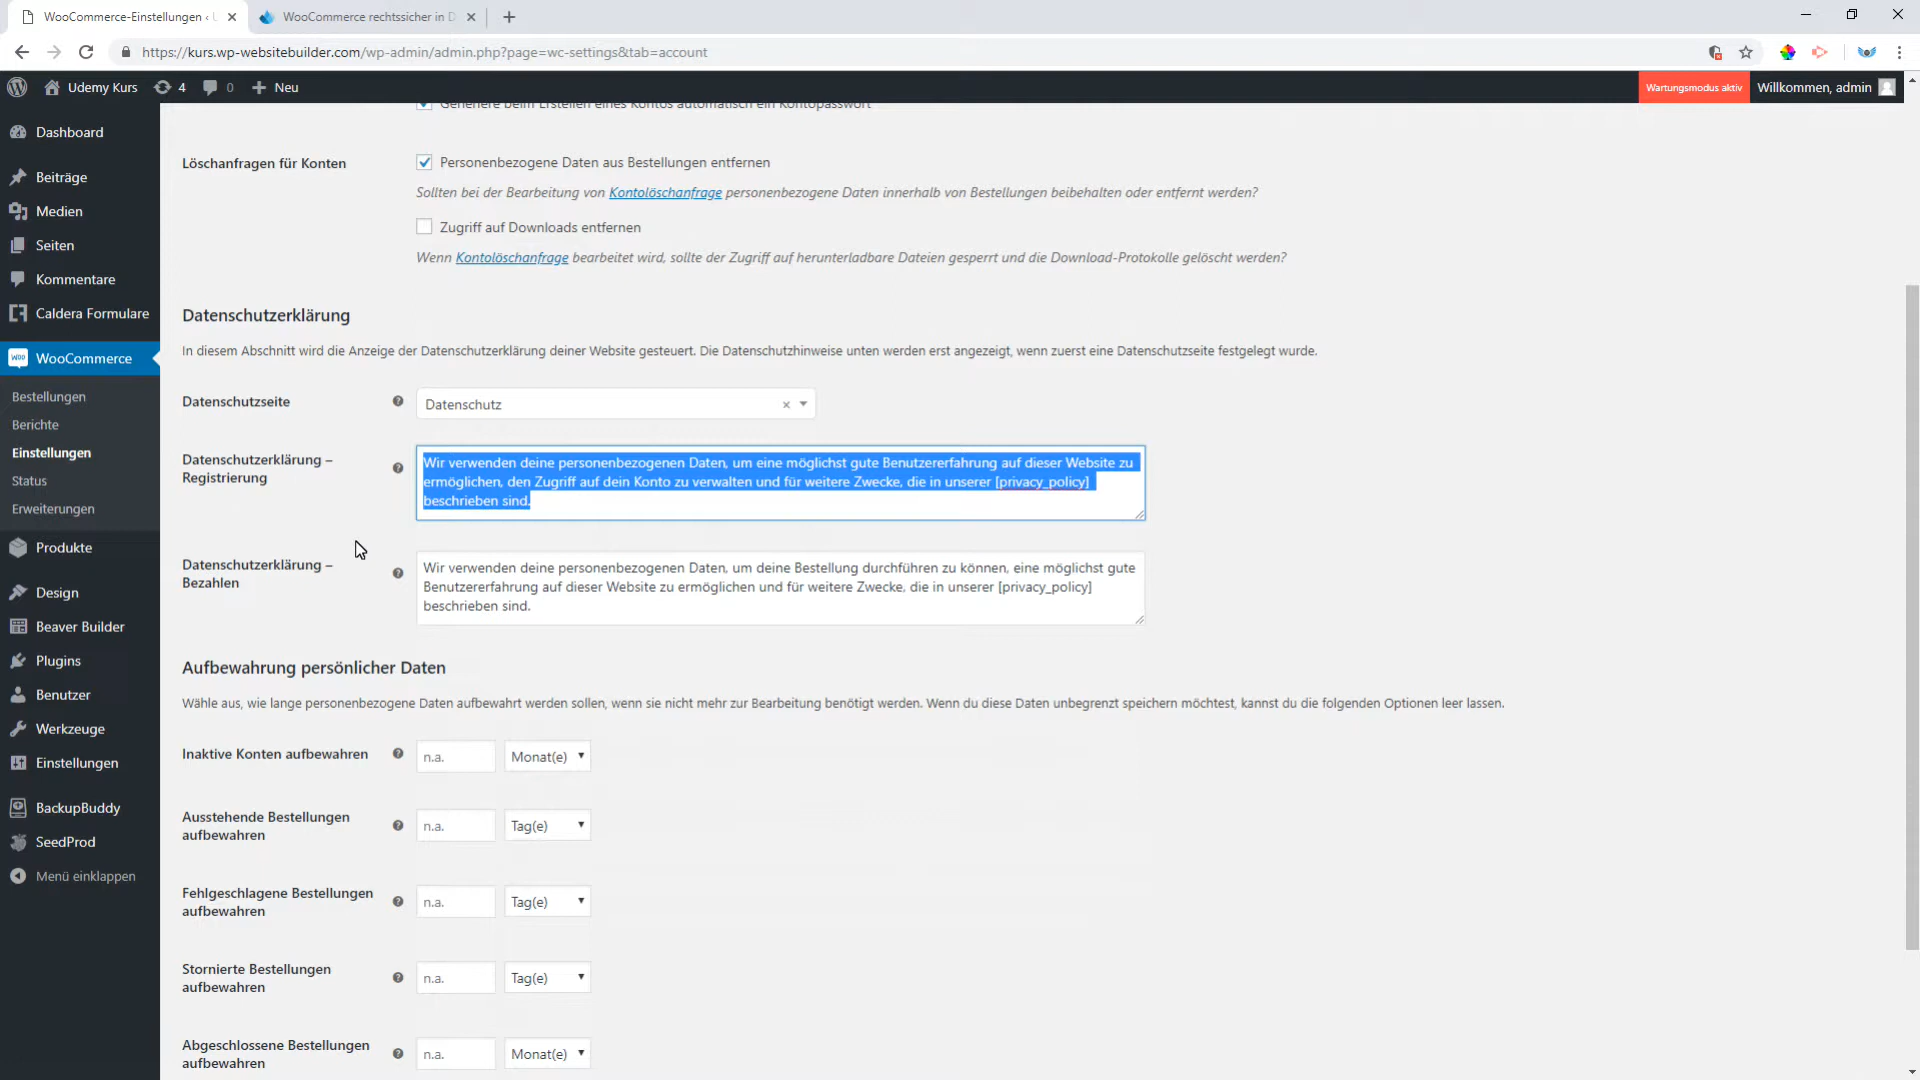 WooCommerce-Einstellungen ‹ U
WooCommerce rechtssicher in D
https://kurs.wp-websitebuilder.com/wp-admin/admin.php?page=wc-settings&tab=account
Udemy Kurs
4
0
Neu
Wartungsmodus aktiv
Willkommen, admin
Dashboard
Beiträge
Medien
Seiten
Kommentare
Caldera Formulare
WooCommerce
Bestellungen
Berichte
Einstellungen
Status
Erweiterungen
Produkte
Design
Beaver Builder
Plugins
Benutzer
Werkzeuge
Einstellungen
BackupBuddy
SeedProd
Menü einklappen
Generiere beim Erstellen eines Kontos automatisch ein Kontopasswort
Löschanfragen für Konten
Personenbezogene Daten aus Bestellungen entfernen
Sollten bei der Bearbeitung von Kontolöschanfrage personenbezogene Daten innerhalb von Bestellungen beibehalten oder entfernt werden?
Zugriff auf Downloads entfernen
Wenn Kontolöschanfrage bearbeitet wird, sollte der Zugriff auf herunterladbare Dateien gesperrt und die Download-Protokolle gelöscht werden?
Datenschutzerklärung
In diesem Abschnitt wird die Anzeige der Datenschutzerklärung deiner Website gesteuert. Die Datenschutzhinweise unten werden erst angezeigt, wenn zuerst eine Datenschutzseite festgelegt wurde.
Datenschutzseite
Datenschutz
Datenschutzerklärung –
Registrierung
Wir verwenden deine personenbezogenen Daten, um eine möglichst gute Benutzererfahrung auf dieser Website zu
ermöglichen, den Zugriff auf dein Konto zu verwalten und für weitere Zwecke, die in unserer [privacy_policy]
beschrieben sind.
Datenschutzerklärung –
Bezahlen
Wir verwenden deine personenbezogenen Daten, um deine Bestellung durchführen zu können, eine möglichst gute
Benutzererfahrung auf dieser Website zu ermöglichen und für weitere Zwecke, die in unserer [privacy_policy]
beschrieben sind.
Aufbewahrung persönlicher Daten
Wähle aus, wie lange personenbezogene Daten aufbewahrt werden sollen, wenn sie nicht mehr zur Bearbeitung benötigt werden. Wenn du diese Daten unbegrenzt speichern möchtest, kannst du die folgenden Optionen leer lassen.
Inaktive Konten aufbewahren
n.a.
Monat(e)
Ausstehende Bestellungen
aufbewahren
n.a.
Tag(e)
Fehlgeschlagene Bestellungen
aufbewahren
n.a.
Tag(e)
Stornierte Bestellungen
aufbewahren
n.a.
Tag(e)
Abgeschlossene Bestellungen
aufbewahren
n.a.
Monat(e)